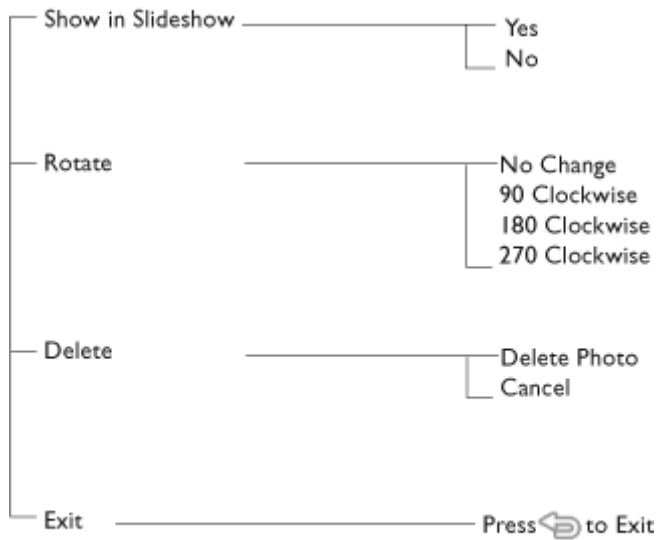 Show in Slideshow
Yes
No
Rotate
No Change
90 Clockwise
180 Clockwise
270 Clockwise
Delete
Delete Photo
Cancel
Exit
Press to Exit